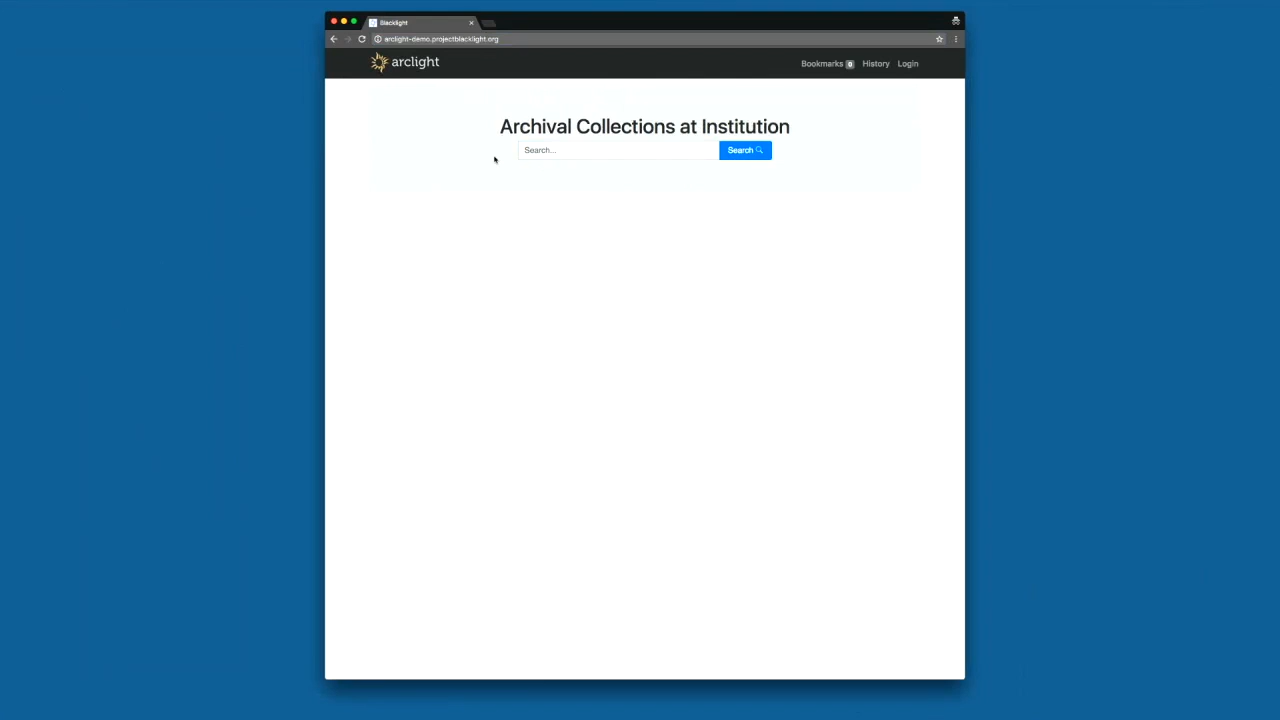 Blacklight
arclight-demo.projectblacklight.org
arclight
Bookmarks 0 History Login
Archival Collections at Institution
Search... Search